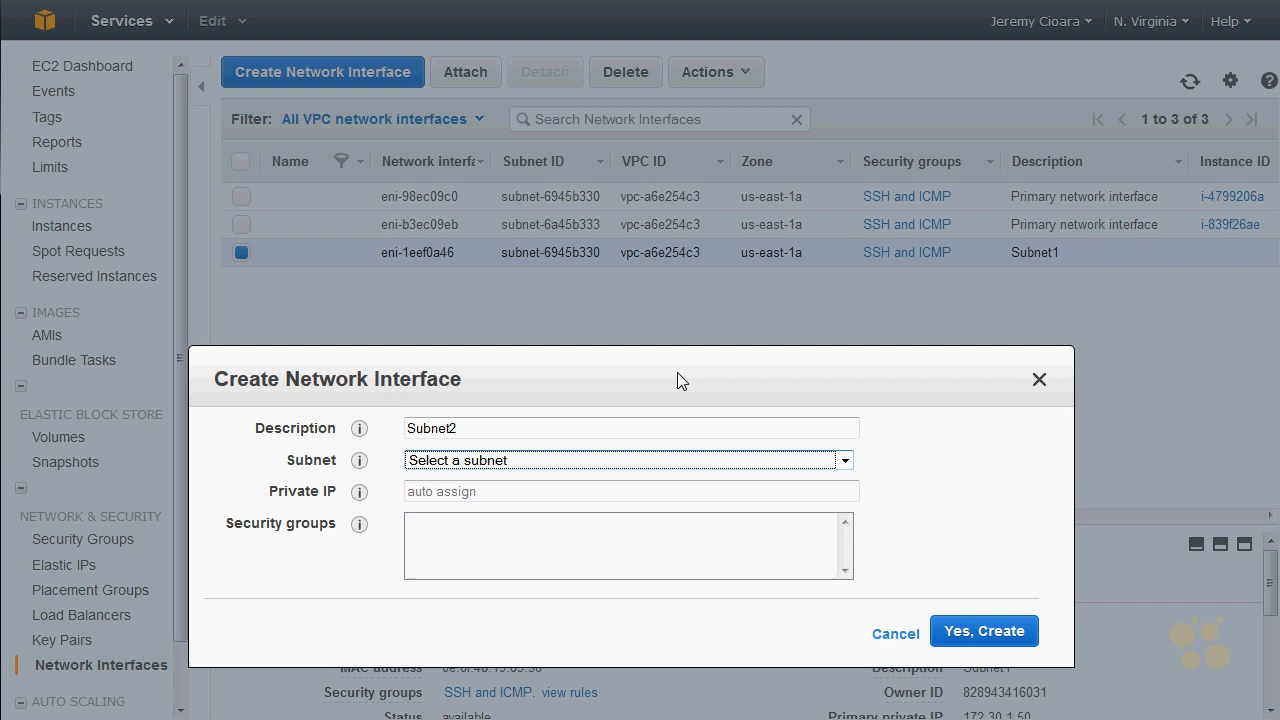 Services Edit Jeremy Cioara N. Virginia Help
EC2 Dashboard
Events
Tags
Reports
Limits
INSTANCES
Instances
Spot Requests
Reserved Instances
IMAGES
AMIs
Bundle Tasks
ELASTIC BLOCK STORE
Volumes
Snapshots
NETWORK & SECURITY
Security Groups
Elastic IPs
Placement Groups
Load Balancers
Key Pairs
Network Interfaces
AUTO SCALING
Create Network Interface Attach Detach Delete Actions
Filter: All VPC network interfaces Search Network Interfaces 1 to 3 of 3
Name Network interfa Subnet ID VPC ID Zone Security groups Description Instance ID
eni-98ec09c0 subnet-6945b330 vpc-a6e254c3 us-east-1a SSH and ICMP Primary network interface i-4799206a
eni-b3ec09eb subnet-6a45b333 vpc-a6e254c3 us-east-1a SSH and ICMP Primary network interface i-839f26ae
eni-1eef0a46 subnet-6945b330 vpc-a6e254c3 us-east-1a SSH and ICMP Subnet1
Create Network Interface
Description Subnet2
Subnet Select a subnet
Private IP auto assign
Security groups
Cancel Yes, Create
MAC address Description Subnet1
Security groups SSH and ICMP. view rules Owner ID 828943416031
Status available Primary private IP 172.30.1.50